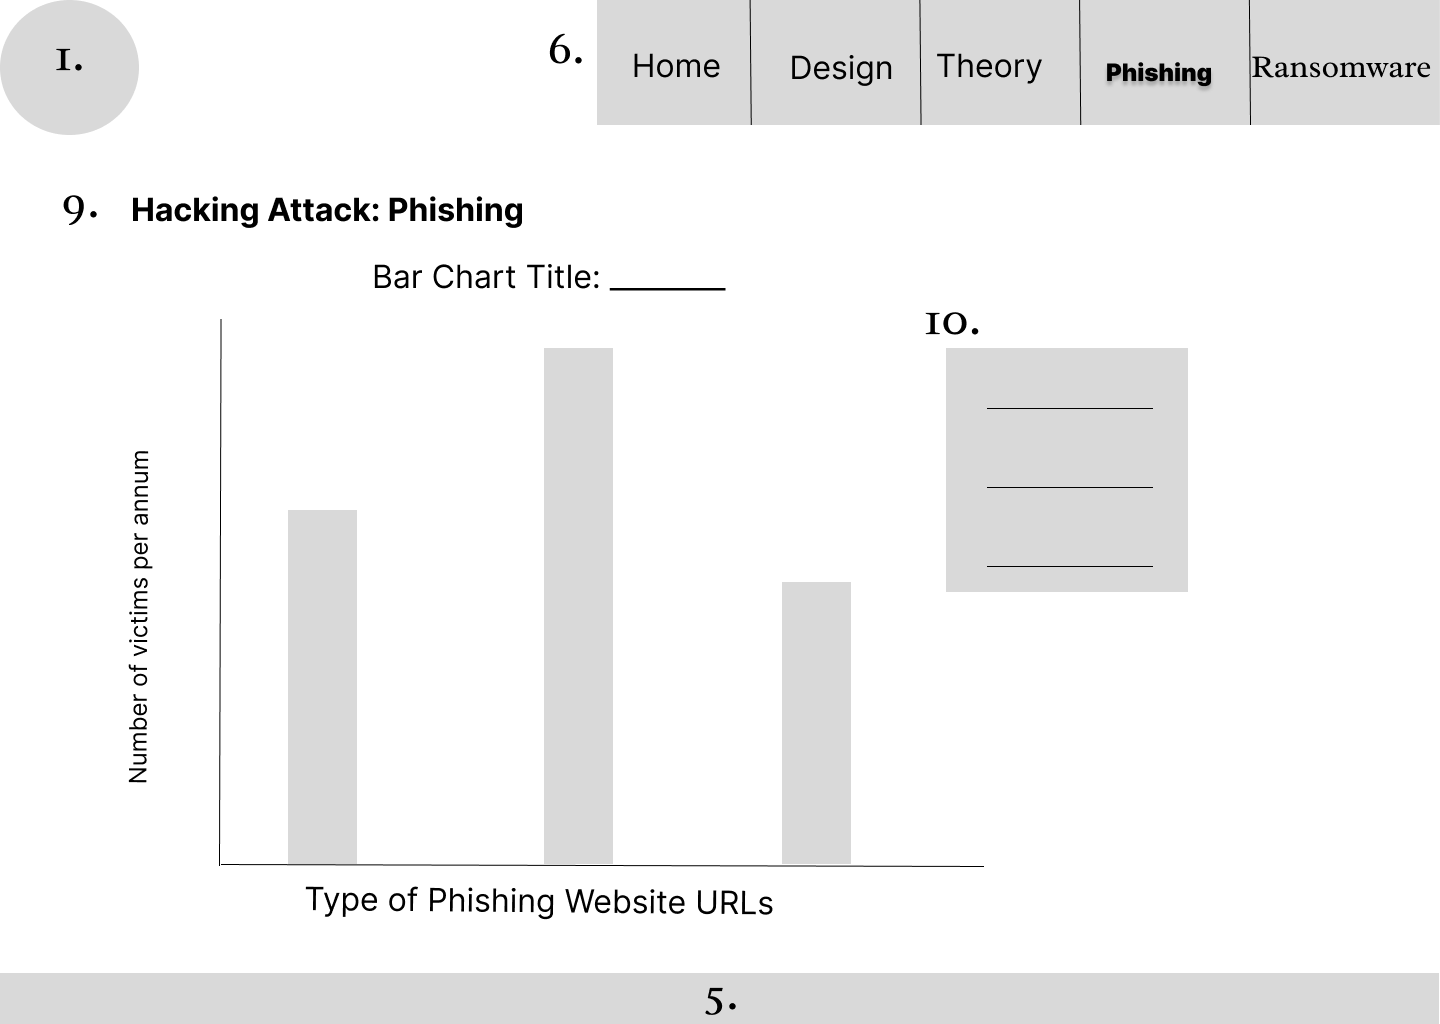 1.
6.
Home
Design
Theory
Phishing
Ransomware
9. Hacking Attack: Phishing
Bar Chart Title: _______
10.
Number of victims per annum
Type of Phishing Website URLs
5.